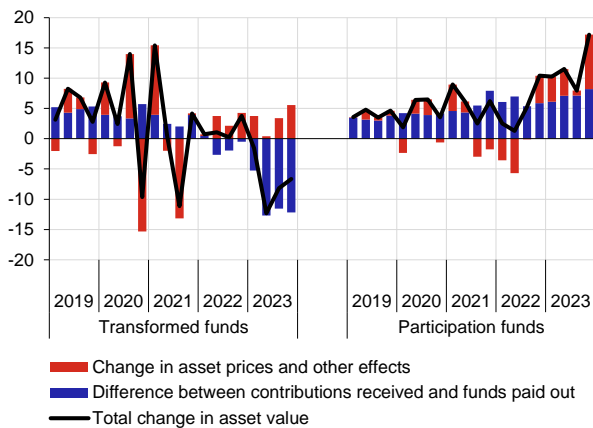 20
15
10
5
0
-5
-10
-15
-20
2019 2020 2021 2022 2023 2019 2020 2021 2022 2023
Transformed funds Participation funds
Change in asset prices and other effects
Difference between contributions received and funds paid out
Total change in asset value